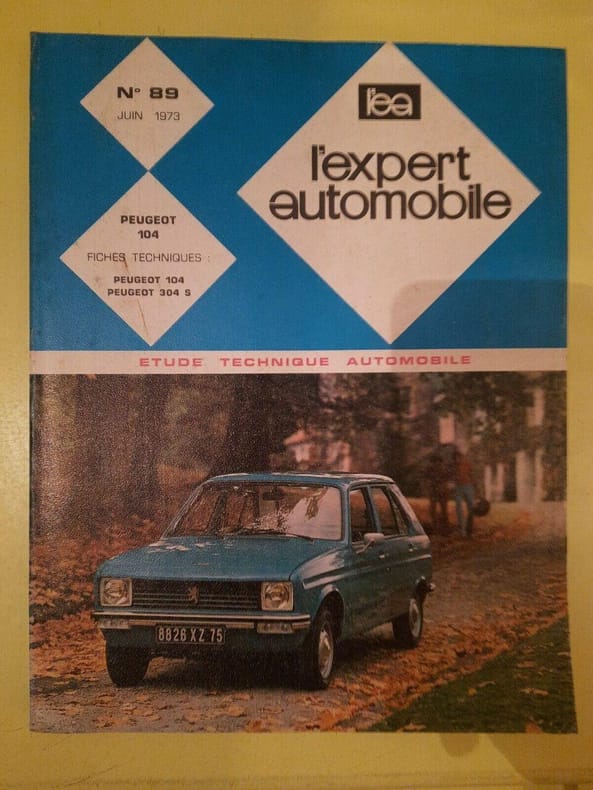 N° 89
JUIN 1973
l'ea
l'expert
automobile
PEUGEOT
104
FICHES TECHNIQUES :
PEUGEOT 104
PEUGEOT 304 S
ETUDE TECHNIQUE AUTOMOBILE
8826 XZ 75